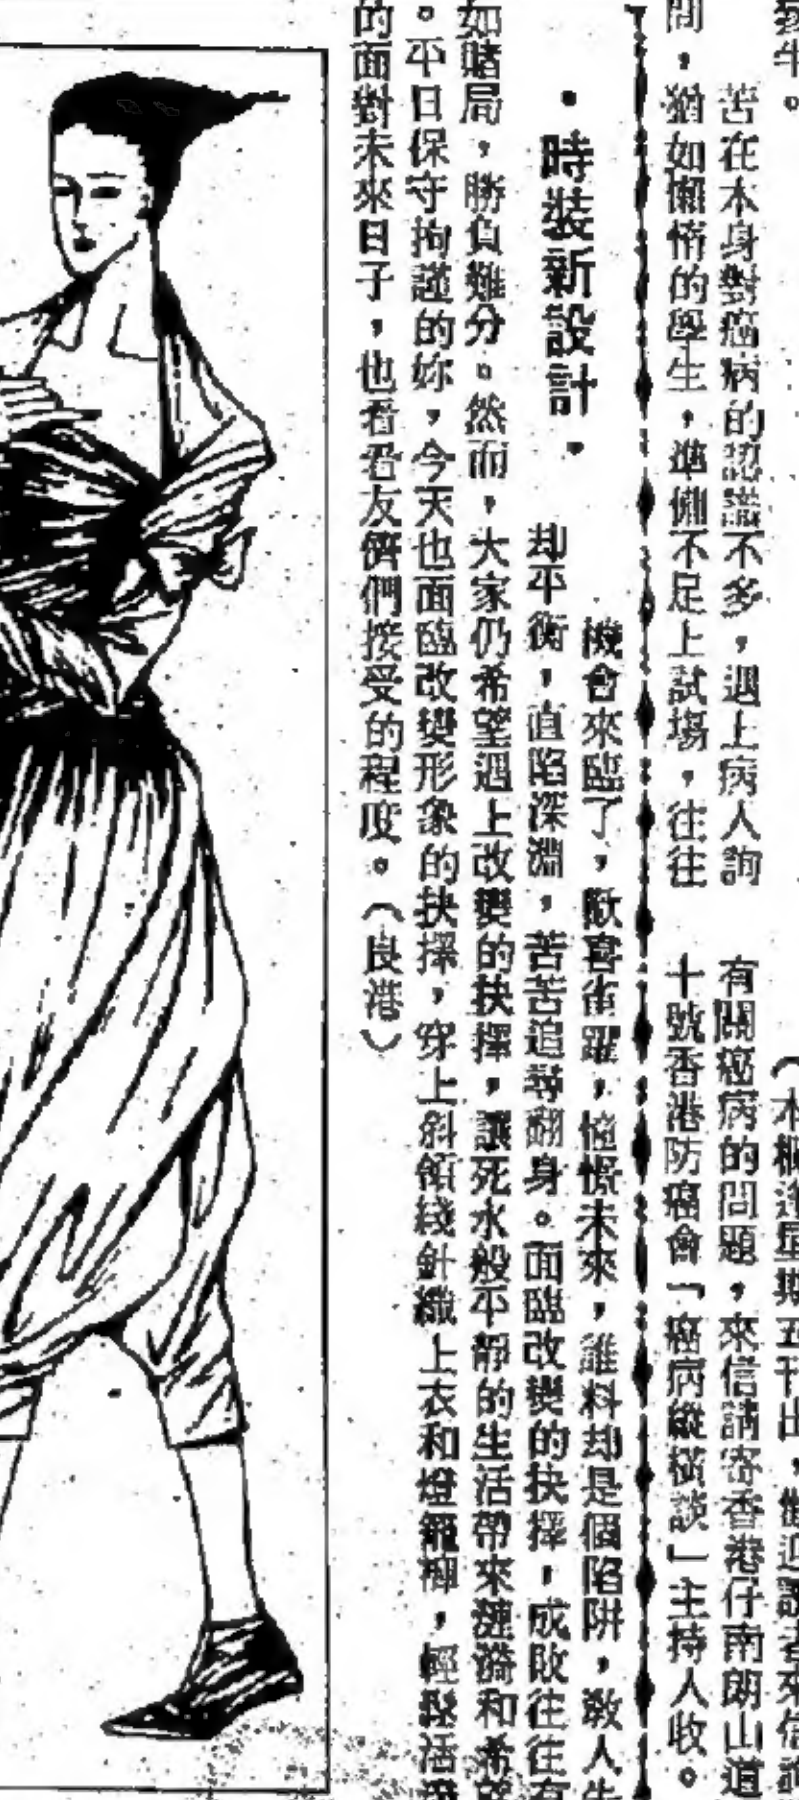 牛。
苦在本身對癌病的認識不多，遇上病人詢
問，猶如懶惰的學生，準備不足上試場，往往
（本欄逢星期五刊出，歡迎讀者來信
有關癌病的問題，來信請寄香港仔南朗山道
十號香港防癌會「癌病縱橫談」主持人收。
·時裝新設計·
機會來臨了，歡喜雀躍，憧憬未來，誰料却是個陷阱，敎人失
却平衡，直陷深淵，苦苦追尋翻身。面臨改變的抉擇，成敗往往有
如賭局，勝負難分。然而，大家仍希望遇上改變的抉擇，讓死水般平靜的生活帶來漣漪和希望
。平日保守拘謹的妳，今天也面臨改變形象的抉擇，穿上斜領綫針織上衣和燈籠褲，輕鬆活潑
的面對未來日子，也看看友儕們接受的程度。（良港）